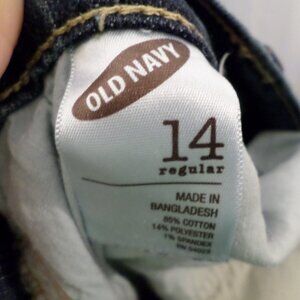 OLD NAVY
14
regular
MADE IN
BANGLADESH
85% COTTON
14% POLYESTER
1% SPANDEX